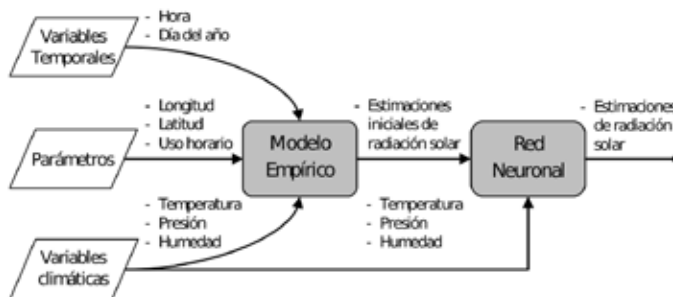 Variables
Temporales
- Hora
- Día del año
Parámetros
- Longitud
- Latitud
- Uso horario
Modelo
Empírico
- Estimaciones
iniciales de
radiación solar
Red
Neuronal
- Estimaciones
de radiación
solar
Variables
climáticas
- Temperatura
- Presión
- Humedad
- Temperatura
- Presión
- Humedad